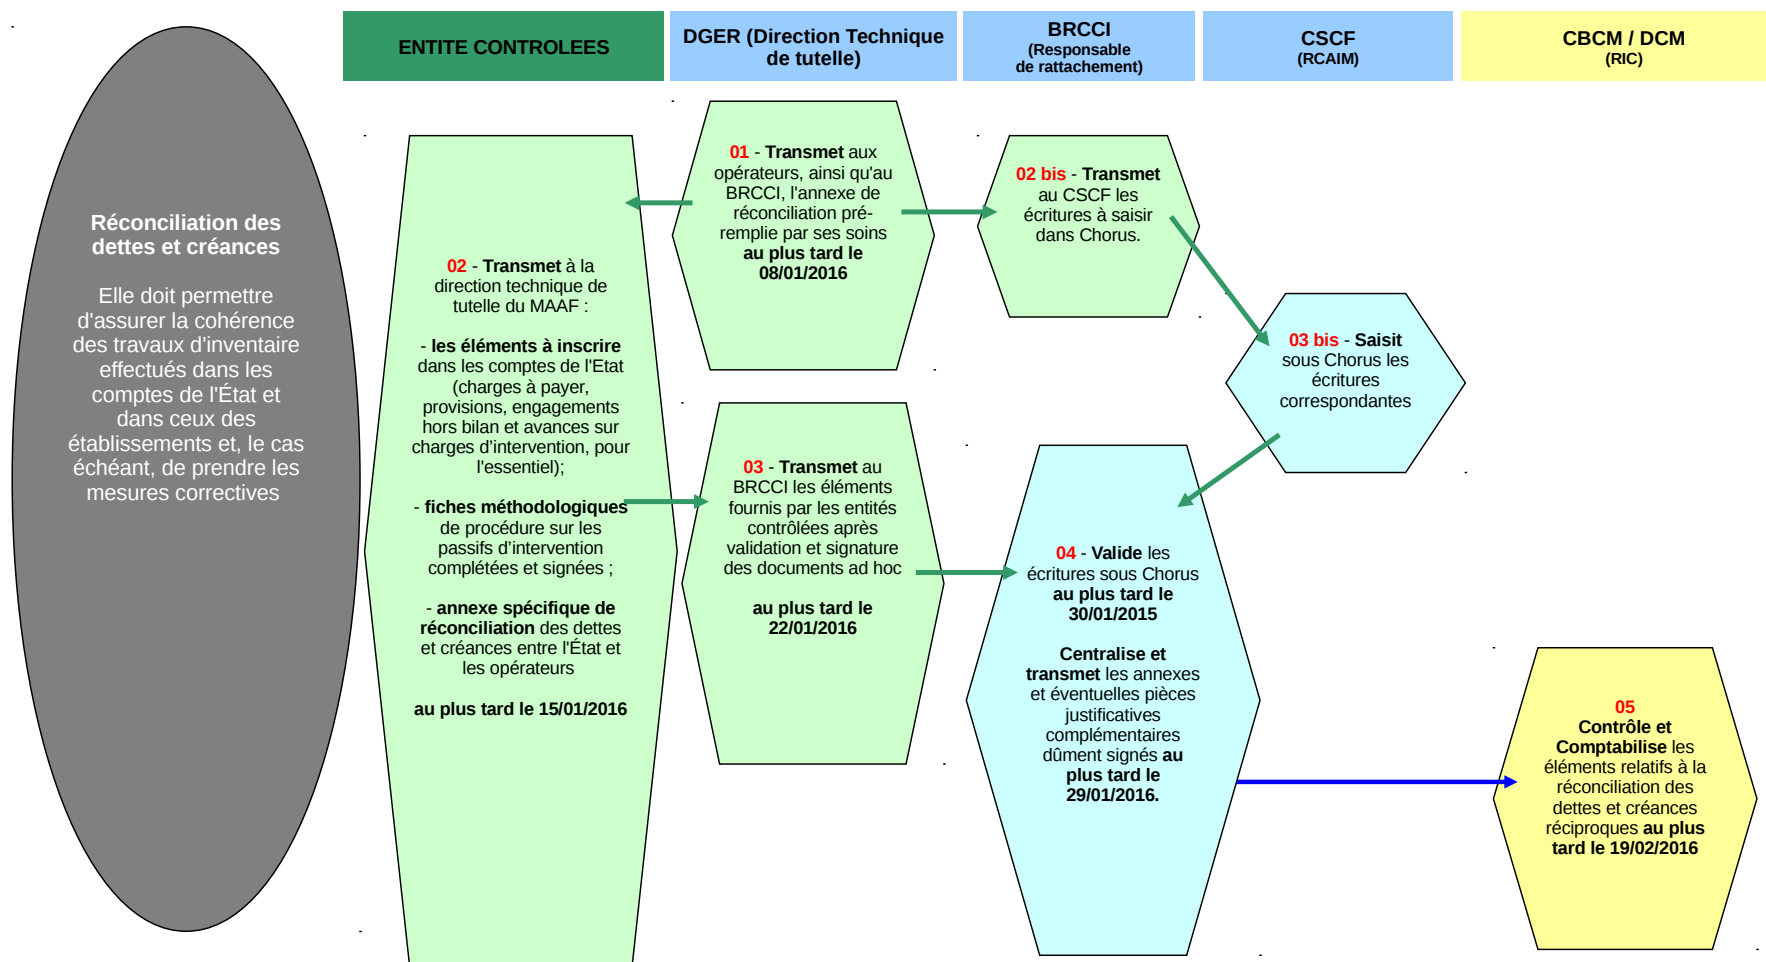 ENTITE CONTROLEES
DGER (Direction Technique
de tutelle)
BRCCI
(Responsable
de rattachement)
CSCF
(RCAIM)
CBCM / DCM
(RIC)
Réconciliation des
dettes et créances
Elle doit permettre
d'assurer la cohérence
des travaux d'inventaire
effectués dans les
comptes de l'État et
dans ceux des
établissements et, le cas
échéant, de prendre les
mesures correctives
01 - Transmet aux
opérateurs, ainsi qu'au
BRCCI, l'annexe de
réconciliation pré-
remplie par ses soins
au plus tard le
08/01/2016
02 - Transmet à la
direction technique de
tutelle du MAAF :
- les éléments à inscrire
dans les comptes de l'Etat
(charges à payer,
provisions, engagements
hors bilan et avances sur
charges d’intervention, pour
l'essentiel);
- fiches méthodologiques
de procédure sur les
passifs d’intervention
complétées et signées ;
- annexe spécifique de
réconciliation des dettes
et créances entre l'État et
les opérateurs
au plus tard le 15/01/2016
02 bis - Transmet
au CSCF les
écritures à saisir
dans Chorus.
03 - Transmet au
BRCCI les éléments
fournis par les entités
contrôlées après
validation et signature
des documents ad hoc
au plus tard le
22/01/2016
03 bis - Saisit
sous Chorus les
écritures
correspondantes
04 - Valide les
écritures sous Chorus
au plus tard le
30/01/2015
Centralise et
transmet les annexes
et éventuelles pièces
justificatives
complémentaires
dûment signés au
plus tard le
29/01/2016.
05
Contrôle et
Comptabilise les
éléments relatifs à la
réconciliation des
dettes et créances
réciproques au plus
tard le 19/02/2016